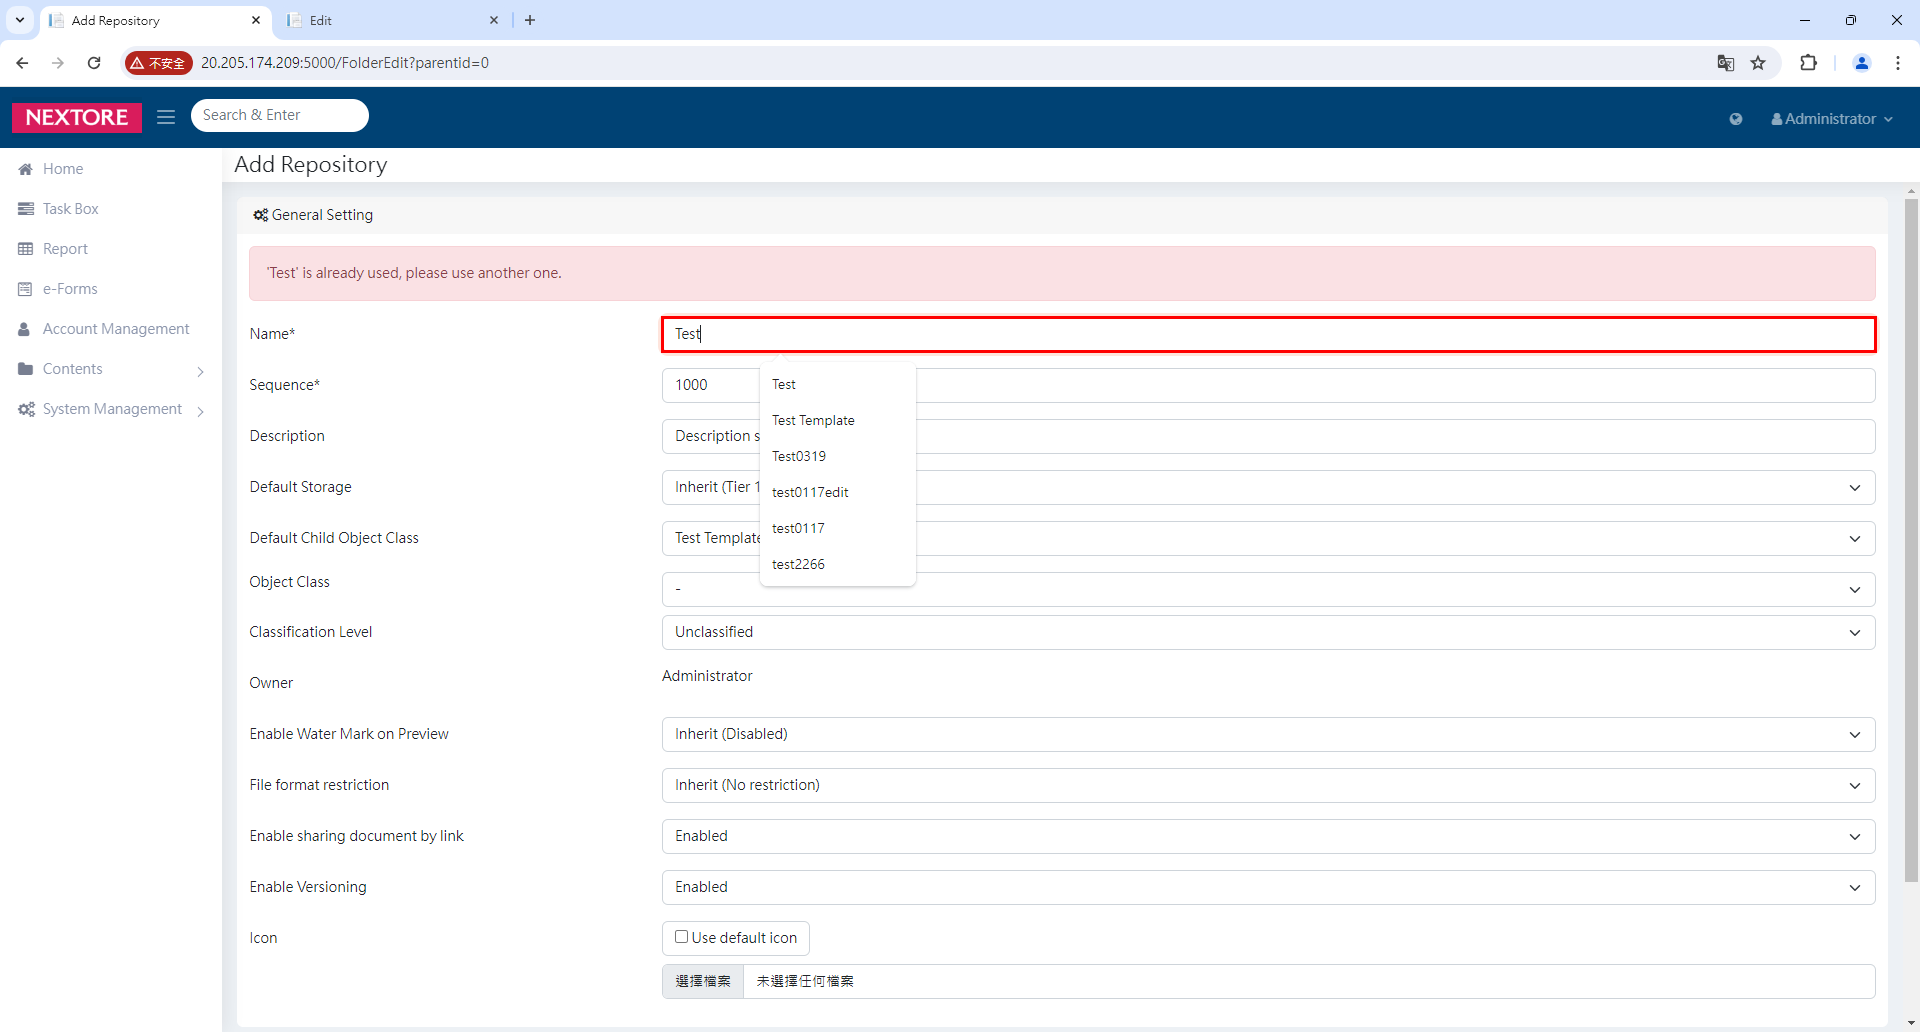 Add Repository
Edit
不安全
20.205.174.209:5000/FolderEdit?parentid=0
NEXTORE
Search & Enter
Administrator
Home
Task Box
Report
e-Forms
Account Management
Contents
System Management
Add Repository
General Setting
'Test' is already used, please use another one.
Name*
Test
Sequence*
1000
Test
Test Template
Test0319
test0117edit
test0117
test2266
Description
Description s
Default Storage
Inherit (Tier 1
Default Child Object Class
Test Template
Object Class
-
Classification Level
Unclassified
Owner
Administrator
Enable Water Mark on Preview
Inherit (Disabled)
File format restriction
Inherit (No restriction)
Enable sharing document by link
Enabled
Enable Versioning
Enabled
Icon
Use default icon
選擇檔案
未選擇任何檔案